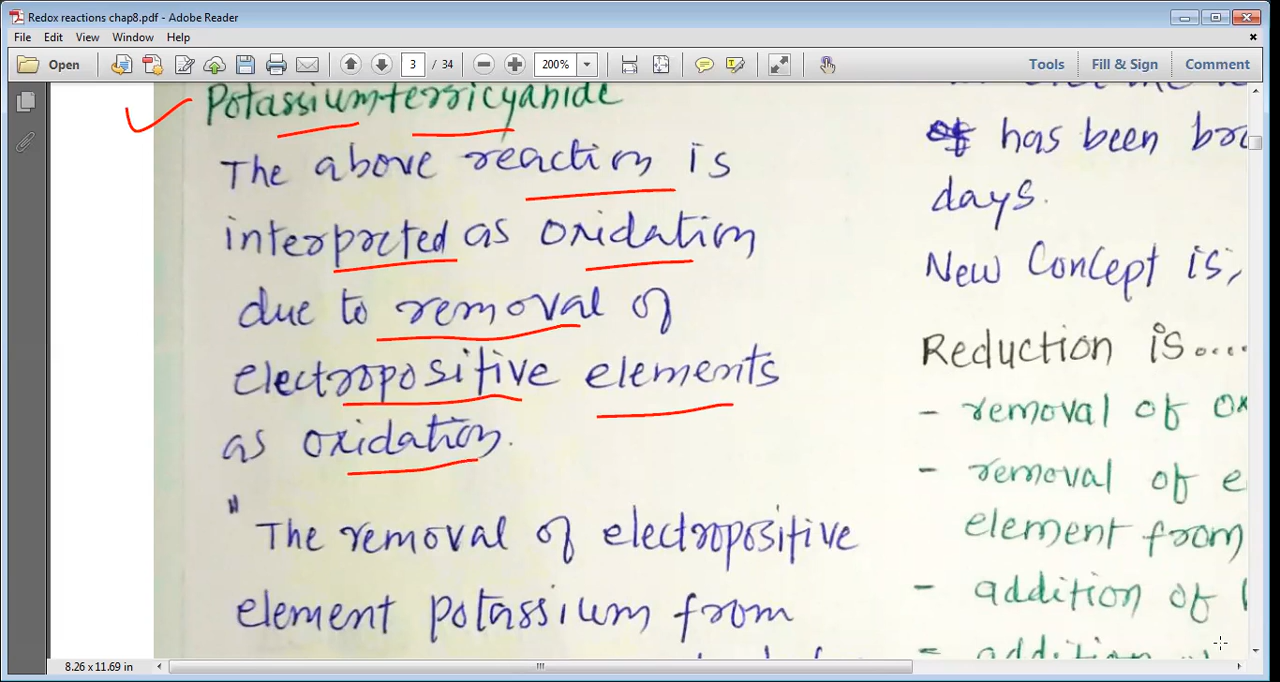 Redox reactions chap8.pdf - Adobe Reader
File Edit View Window Help
Open 3 / 34 200% Tools Fill & Sign Comment
Potassium ferricyanide
The above reaction is
interpreted as oxidation
due to removal of
electropositive elements
as oxidation.
"The removal of electropositive
element potassium from
has been bro
days.
New Concept is,
Reduction is....
- removal of ox
- removal of e
element from
- addition of
- addition
8.26 x 11.69 in